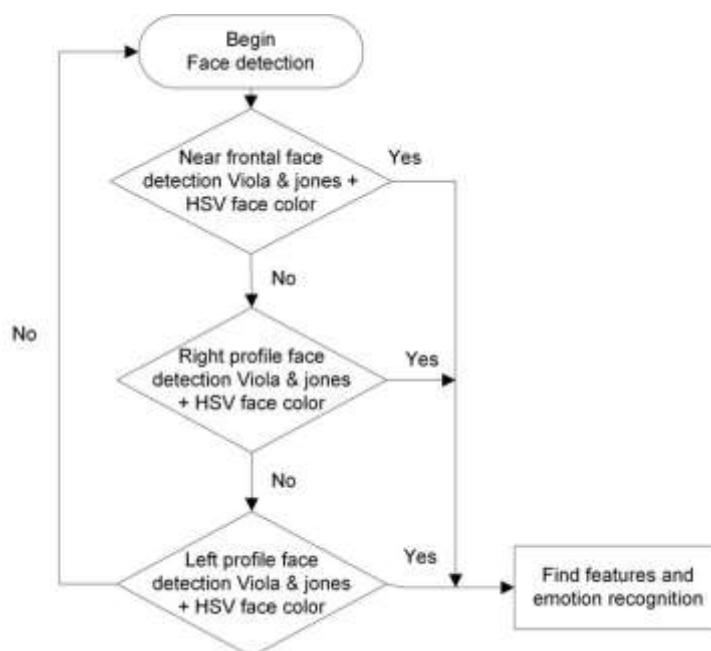 Begin
Face detection
Near frontal face
detection Viola & jones +
HSV face color
Yes
No
No
Right profile face
detection Viola & jones
+ HSV face color
Yes
No
Left profile face
detection Viola & jones
+ HSV face color
Yes
Find features and
emotion recognition